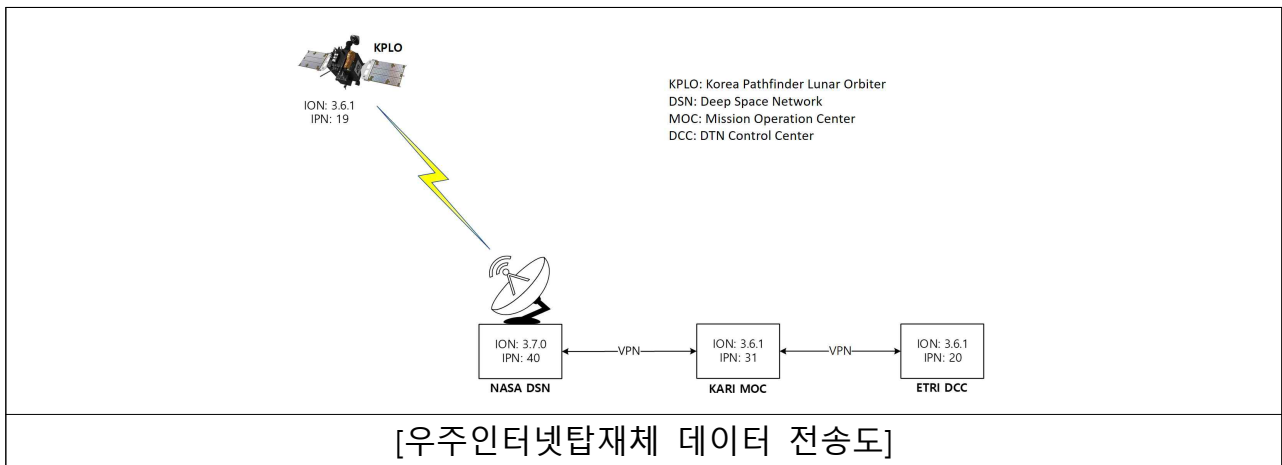 KPLO
ION: 3.6.1
IPN: 19
KPLO: Korea Pathfinder Lunar Orbiter
DSN: Deep Space Network
MOC: Mission Operation Center
DCC: DTN Control Center
ION: 3.7.0
IPN: 40
VPN
ION: 3.6.1
IPN: 31
VPN
ION: 3.6.1
IPN: 20
NASA DSN
KARI MOC
ETRI DCC
[우주인터넷탑재체 데이터 전송도]